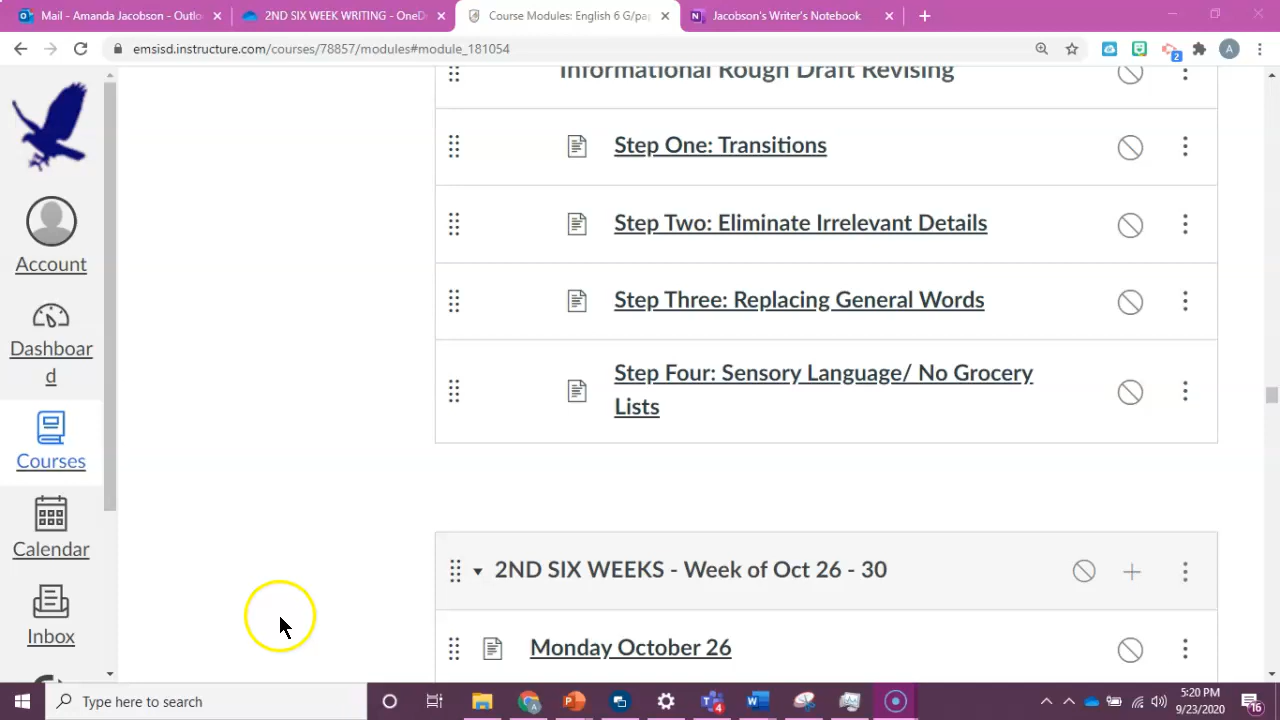 Mail - Amanda Jacobson - Outlo
2ND SIX WEEK WRITING - OneD
Course Modules: English 6 G/pa
Jacobson's Writer's Notebook
emsisd.instructure.com/courses/78857/modules#module_181054
2
A
Informational Rough Draft Revising
Step One: Transitions
Step Two: Eliminate Irrelevant Details
Step Three: Replacing General Words
Step Four: Sensory Language/ No Grocery
Lists
2ND SIX WEEKS - Week of Oct 26 - 30
Monday October 26
Account
Dashboar
d
Courses
Calendar
Inbox
Type here to search
4
5:20 PM
9/23/2020
16